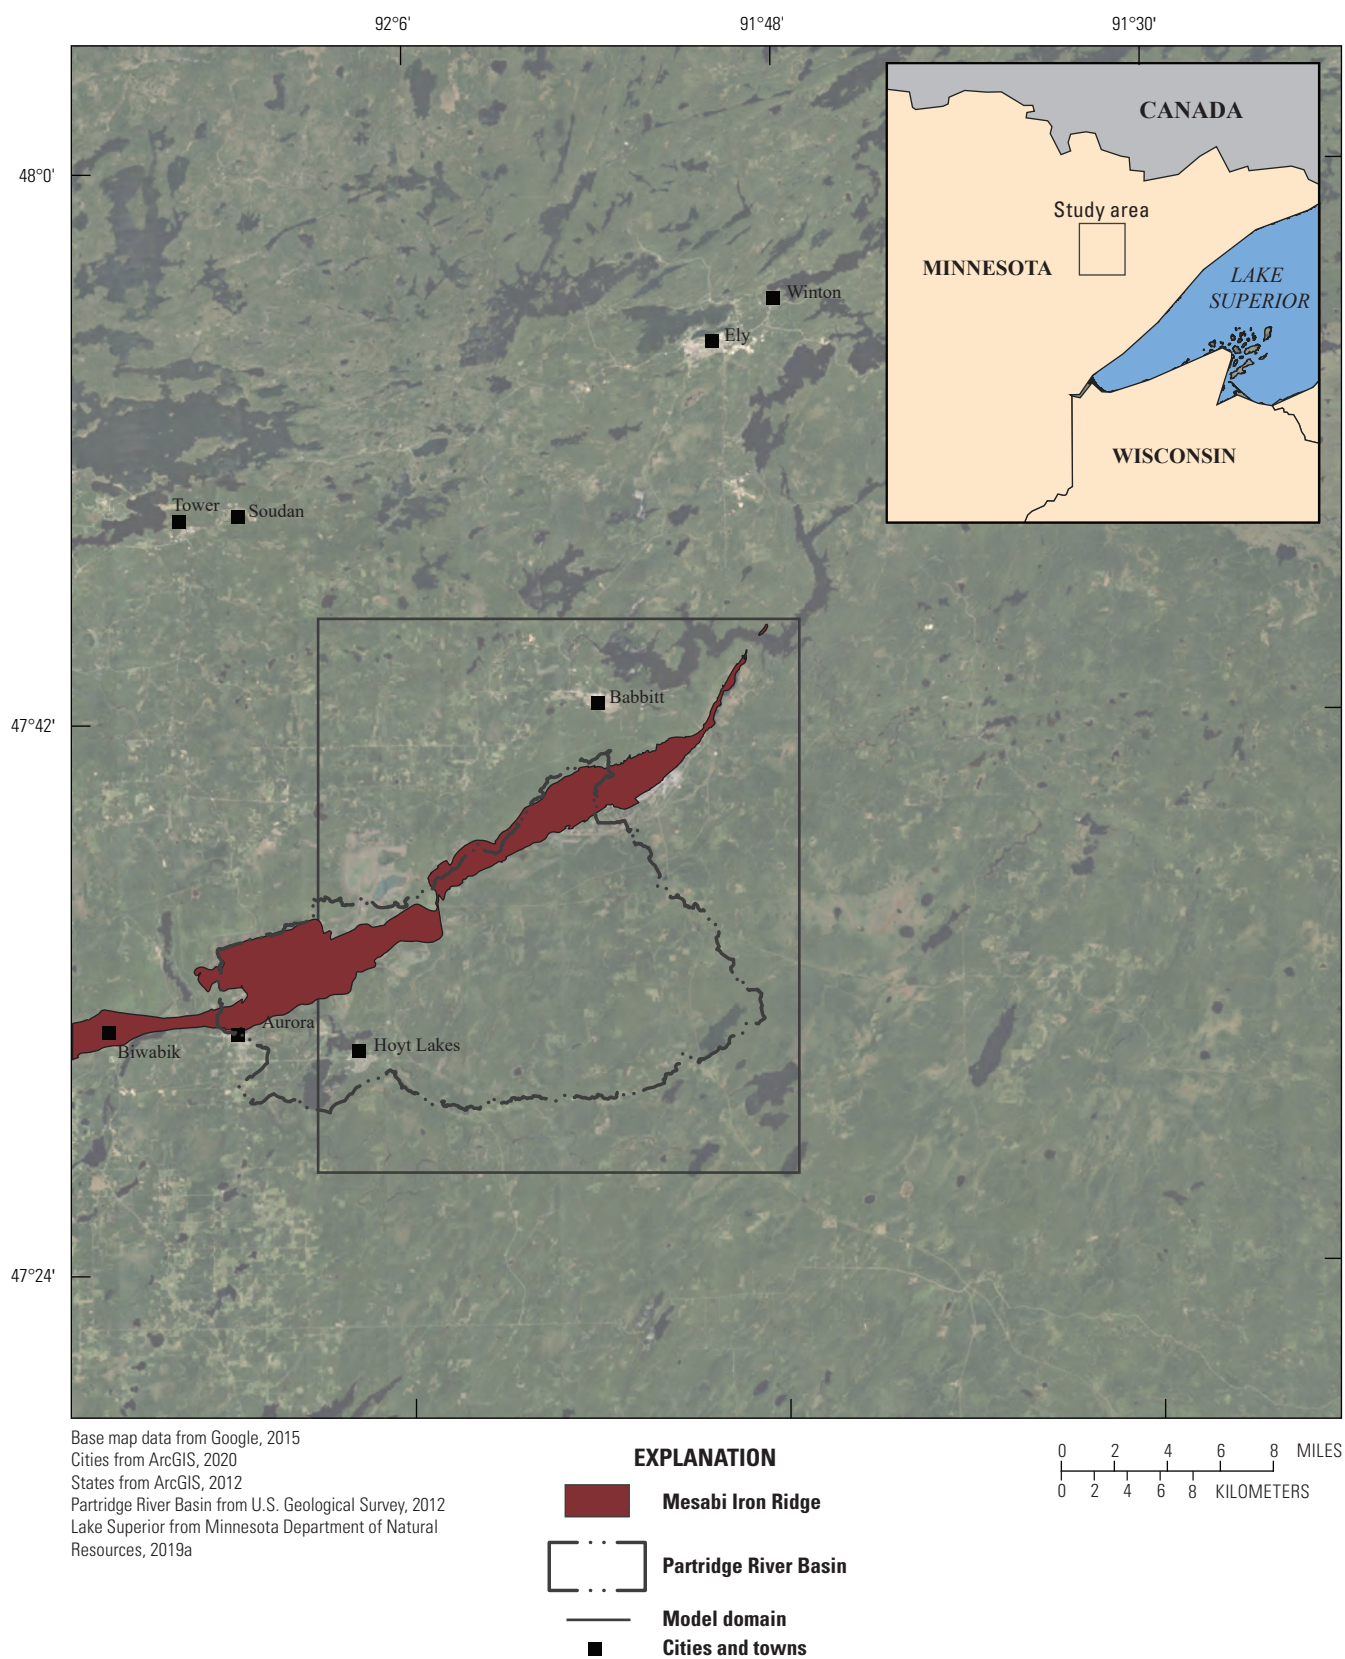 92°6'
91°48'
91°30'
48°0'
47°42'
47°24'
CANADA
Study area
MINNESOTA
LAKE
SUPERIOR
WISCONSIN
Winton
Ely
Tower
Soudan
Babbitt
Aurora
Biwabik
Hoyt Lakes
Base map data from Google, 2015
Cities from ArcGIS, 2020
States from ArcGIS, 2012
Partridge River Basin from U.S. Geological Survey, 2012
Lake Superior from Minnesota Department of Natural
Resources, 2019a
EXPLANATION
Mesabi Iron Ridge
Partridge River Basin
Model domain
Cities and towns
0 2 4 6 8 MILES
0 2 4 6 8 KILOMETERS